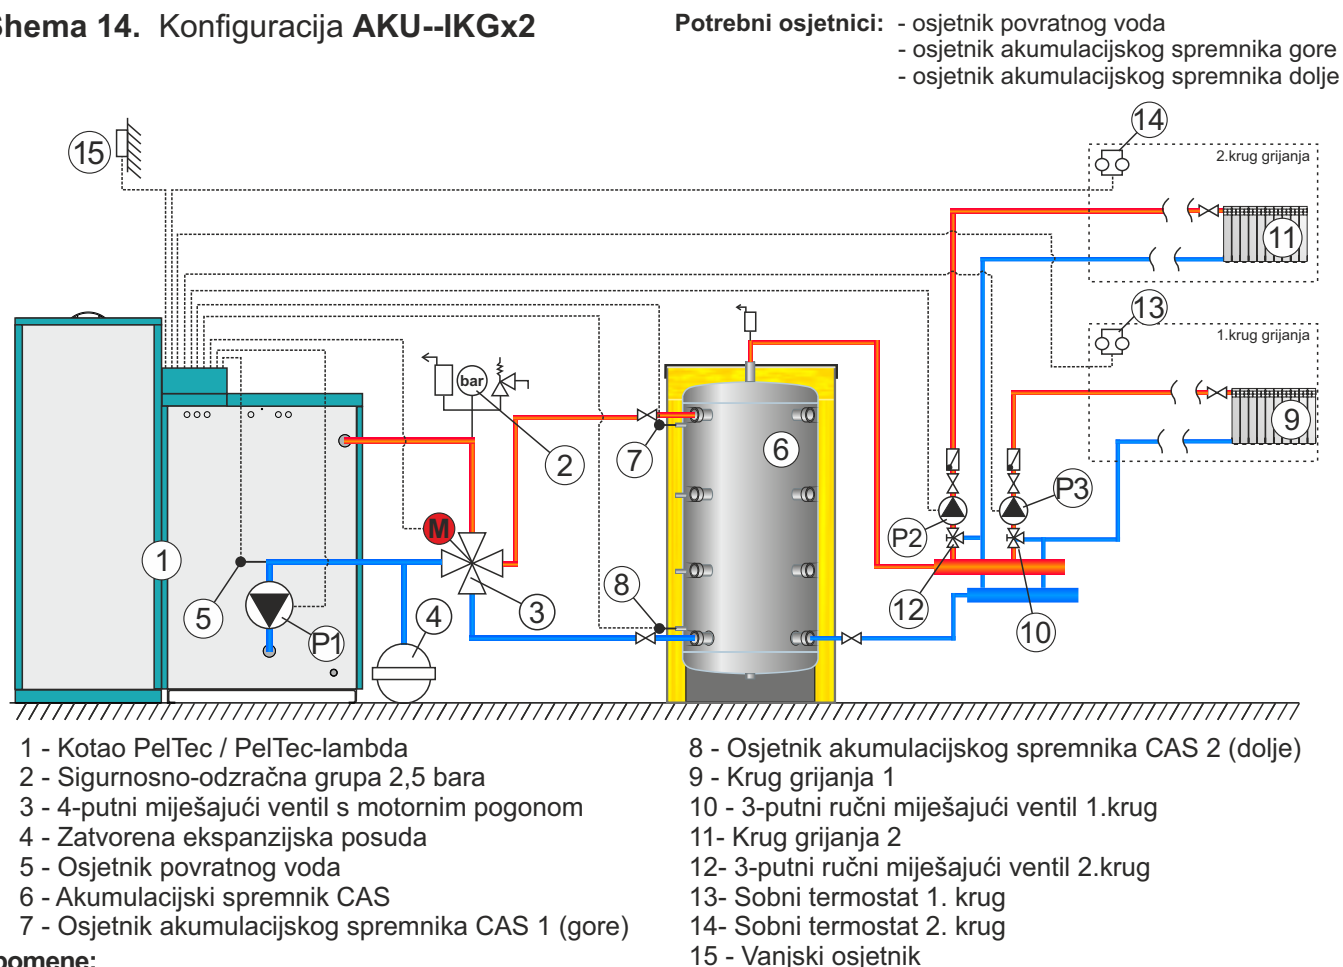 Shema 14. Konfiguracija AKU--IKGx2
Potrebni osjetnici: - osjetnik povratnog voda
- osjetnik akumulacijskog spremnika gore
- osjetnik akumulacijskog spremnika dolje
15
14
2.krug grijanja
11
13
1.krug grijanja
9
bar
2
7
6
M
P2
P3
1
5
P1
4
3
8
12
10
1 - Kotao PelTec / PelTec-lambda
2 - Sigurnosno-odzračna grupa 2,5 bara
3 - 4-putni miješajući ventil s motornim pogonom
4 - Zatvorena ekspanzijska posuda
5 - Osjetnik povratnog voda
6 - Akumulacijski spremnik CAS
7 - Osjetnik akumulacijskog spremnika CAS 1 (gore)
8 - Osjetnik akumulacijskog spremnika CAS 2 (dolje)
9 - Krug grijanja 1
10 - 3-putni ručni miješajući ventil 1.krug
11- Krug grijanja 2
12- 3-putni ručni miješajući ventil 2.krug
13- Sobni termostat 1. krug
14- Sobni termostat 2. krug
15 - Vanjski osjetnik